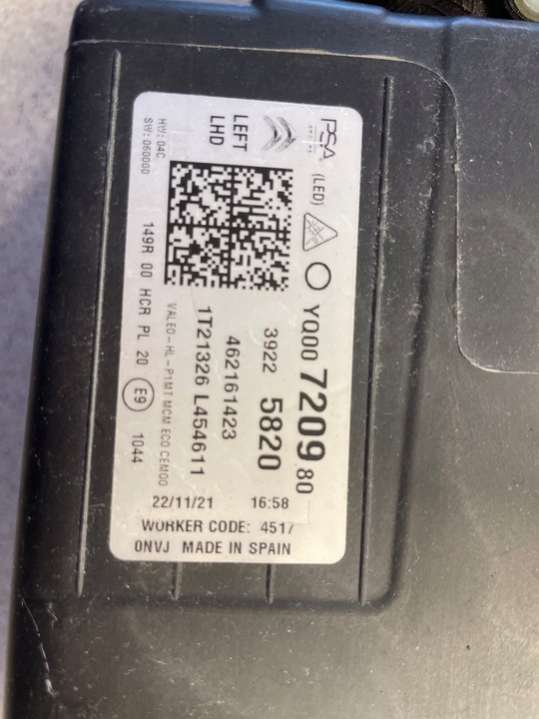 PSA
(LED)
LEFT
LHD
HW:04C
SW:060000
YQ00 7209.80
3922 5820
462161423
1T21326 L454611
VALEO-HL-P1MT MCM ECO CEM00
149R 00 HCR PL 20 E9 1044
22/11/21 16:58
WORKER CODE: 4517
0NVJ MADE IN SPAIN